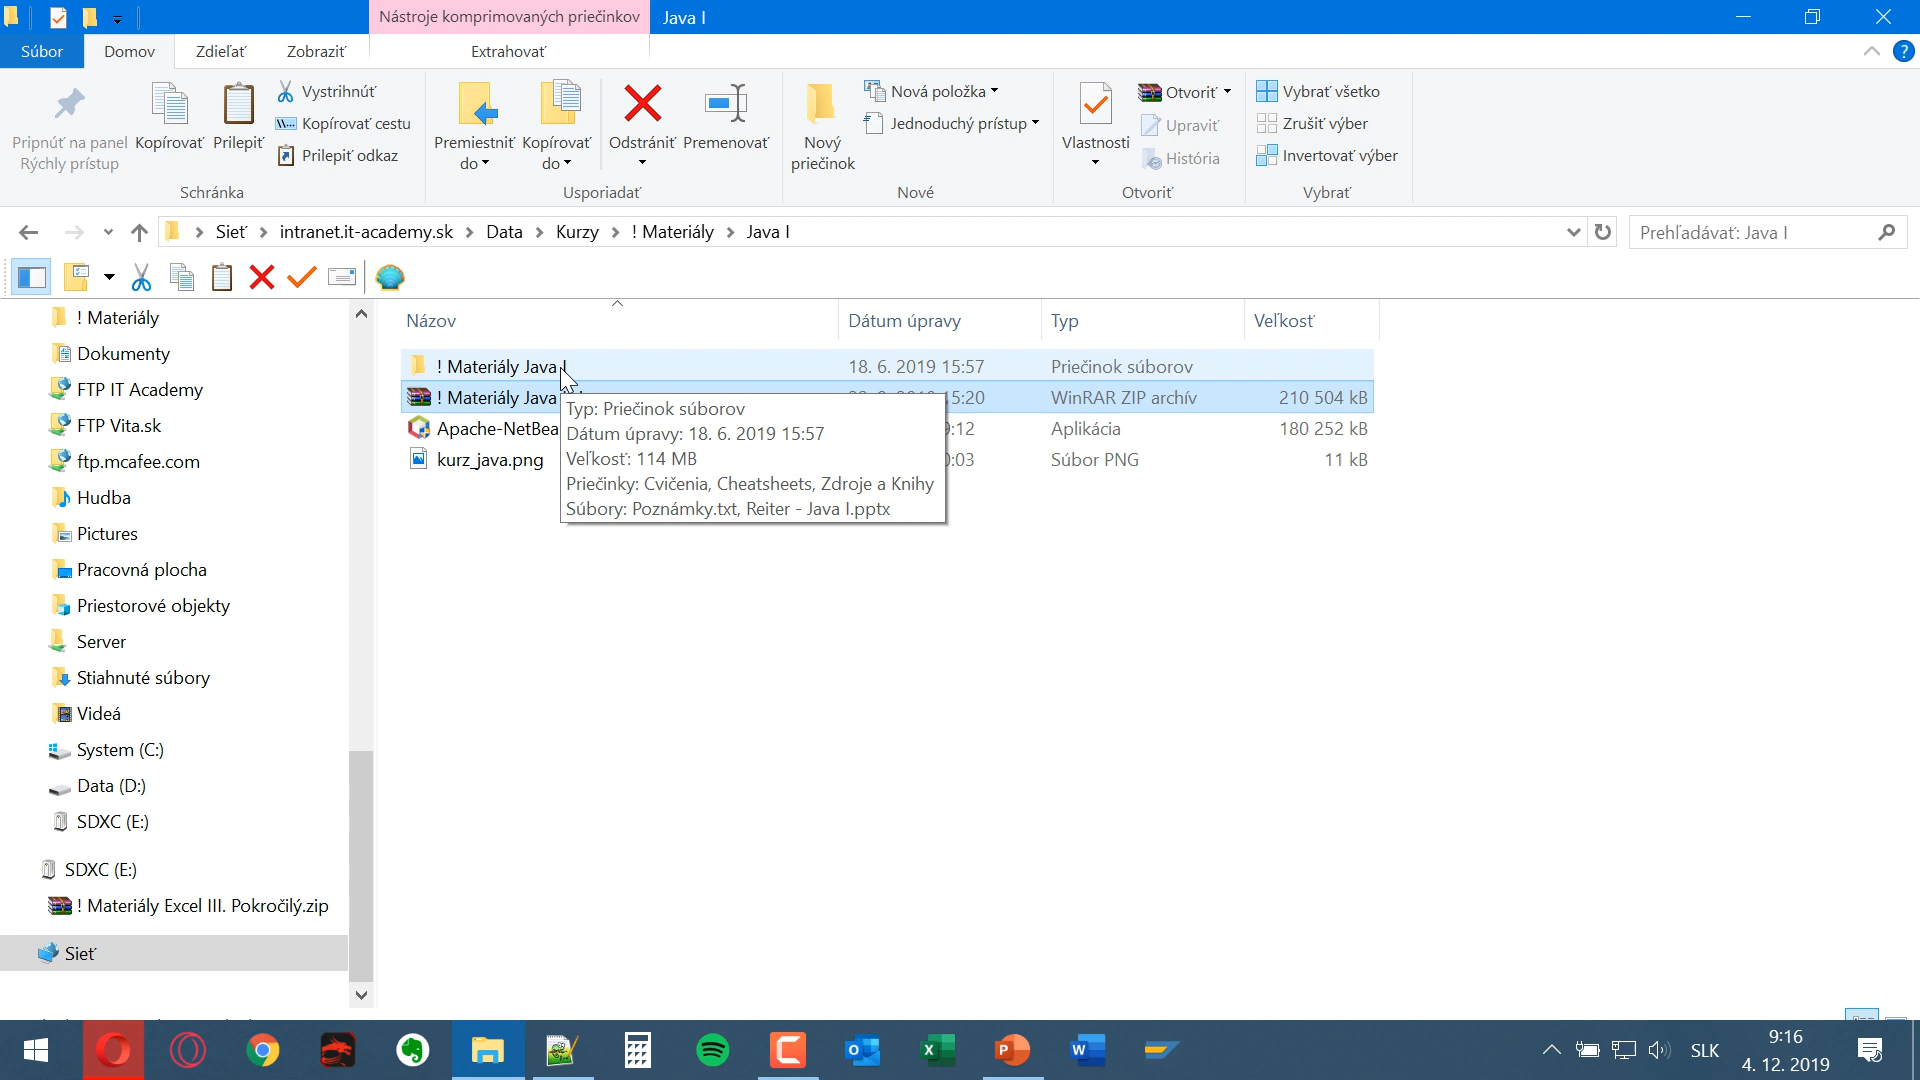 Nástroje komprimovaných priečinkov
Java I
Súbor
Domov
Zdieľať
Zobraziť
Extrahovať
Pripnúť na panel
Rýchly prístup
Kopírovať
Prilepiť
Vystrihnúť
Kopírovať cestu
Prilepiť odkaz
Schránka
Premiestniť
do
Kopírovať
do
Odstrániť
Premenovať
Usporiadať
Nový
priečinok
Nová položka
Jednoduchý prístup
Nové
Vlastnosti
Otvoriť
Upraviť
História
Otvoriť
Vybrať všetko
Zrušiť výber
Invertovať výber
Vybrať
Sieť > intranet.it-academy.sk > Data > Kurzy > ! Materiály > Java I
Prehľadávať: Java I
! Materiály
Dokumenty
FTP IT Academy
FTP Vita.sk
ftp.mcafee.com
Hudba
Pictures
Pracovná plocha
Priestorové objekty
Server
Stiahnuté súbory
Videá
System (C:)
Data (D:)
SDXC (E:)
SDXC (E:)
! Materiály Excel III. Pokročilý.zip
Sieť
Názov Dátum úpravy Typ Veľkosť
! Materiály Java I 18. 6. 2019 15:57 Priečinok súborov
! Materiály Java 5:20 WinRAR ZIP archív 210 504 kB
Apache-NetBea :12 Aplikácia 180 252 kB
kurz_java.png :03 Súbor PNG 11 kB
Typ: Priečinok súborov
Dátum úpravy: 18. 6. 2019 15:57
Veľkosť: 114 MB
Priečinky: Cvičenia, Cheatsheets, Zdroje a Knihy
Súbory: Poznámky.txt, Reiter - Java I.pptx
SLK
9:16
4. 12. 2019